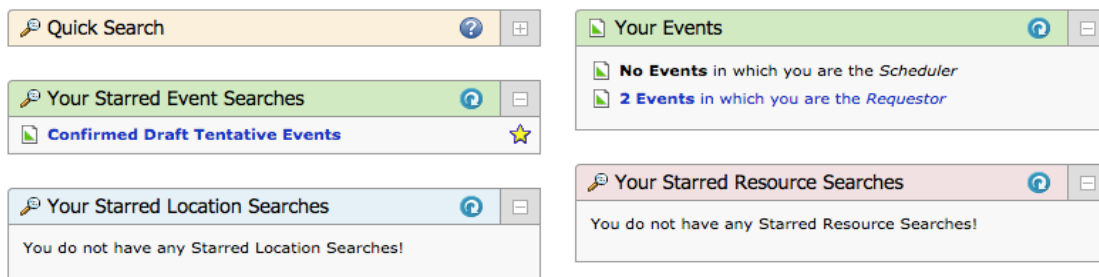 Quick Search
Your Starred Event Searches
Confirmed Draft Tentative Events
Your Starred Location Searches
You do not have any Starred Location Searches!
Your Events
No Events in which you are the Scheduler
2 Events in which you are the Requestor
Your Starred Resource Searches
You do not have any Starred Resource Searches!